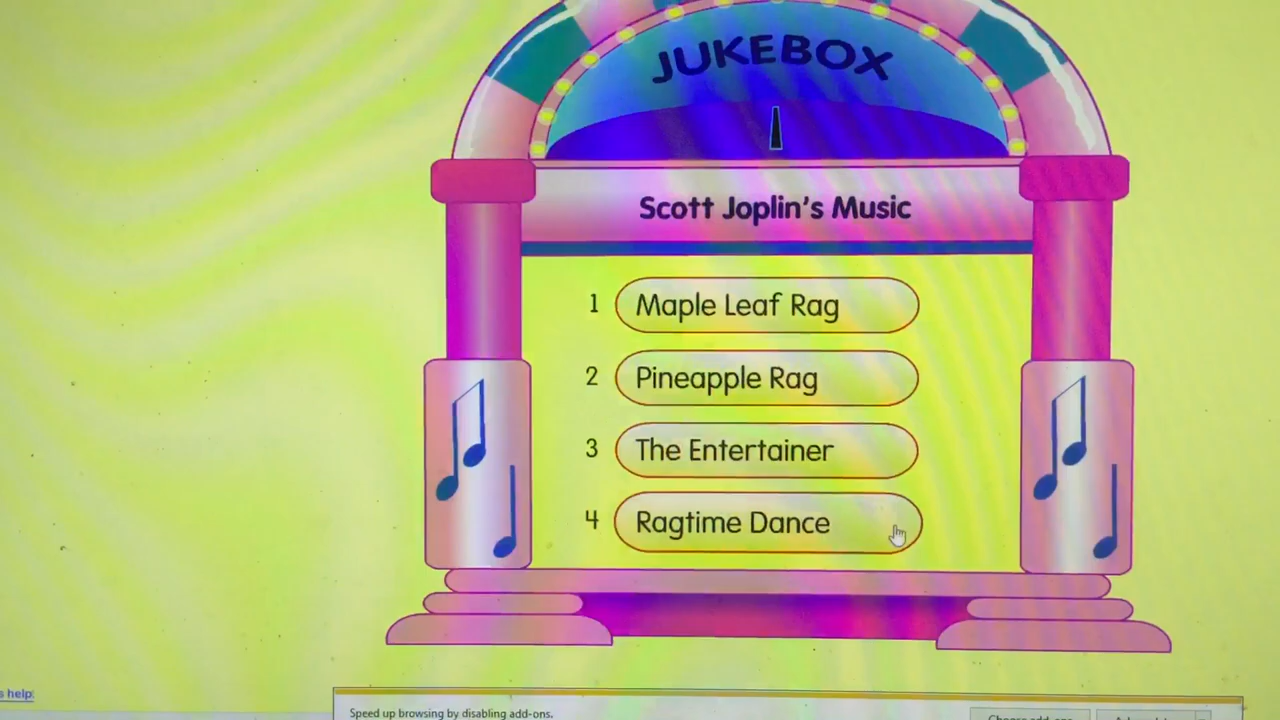 JUKEBOX
Scott Joplin's Music
1 Maple Leaf Rag
2 Pineapple Rag
3 The Entertainer
4 Ragtime Dance
s help.
Speed up browsing by disabling add-ons.